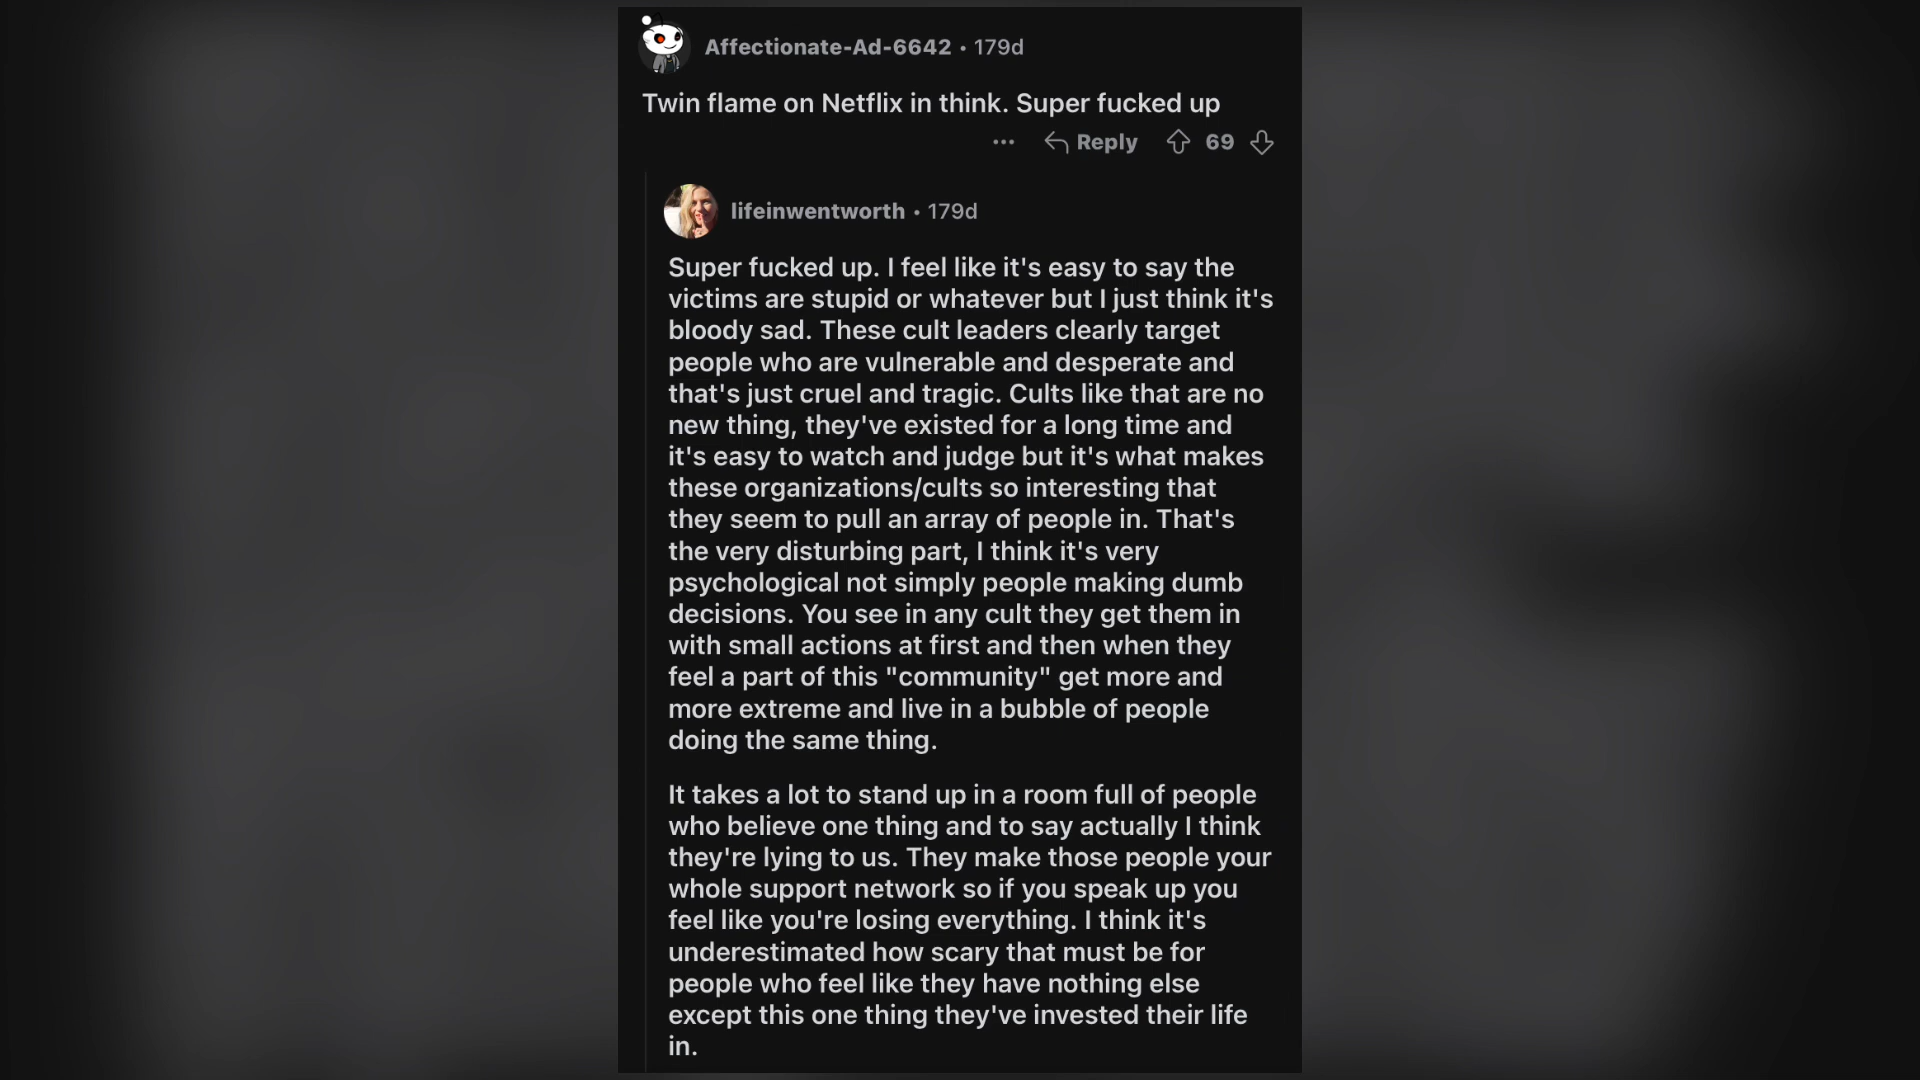 Affectionate-Ad-6642 • 179d
Twin flame on Netflix in think. Super fucked up
... Reply 69
lifeinwentworth • 179d
Super fucked up. I feel like it's easy to say the
victims are stupid or whatever but I just think it's
bloody sad. These cult leaders clearly target
people who are vulnerable and desperate and
that's just cruel and tragic. Cults like that are no
new thing, they've existed for a long time and
it's easy to watch and judge but it's what makes
these organizations/cults so interesting that
they seem to pull an array of people in. That's
the very disturbing part, I think it's very
psychological not simply people making dumb
decisions. You see in any cult they get them in
with small actions at first and then when they
feel a part of this "community" get more and
more extreme and live in a bubble of people
doing the same thing.
It takes a lot to stand up in a room full of people
who believe one thing and to say actually I think
they're lying to us. They make those people your
whole support network so if you speak up you
feel like you're losing everything. I think it's
underestimated how scary that must be for
people who feel like they have nothing else
except this one thing they've invested their life
in.